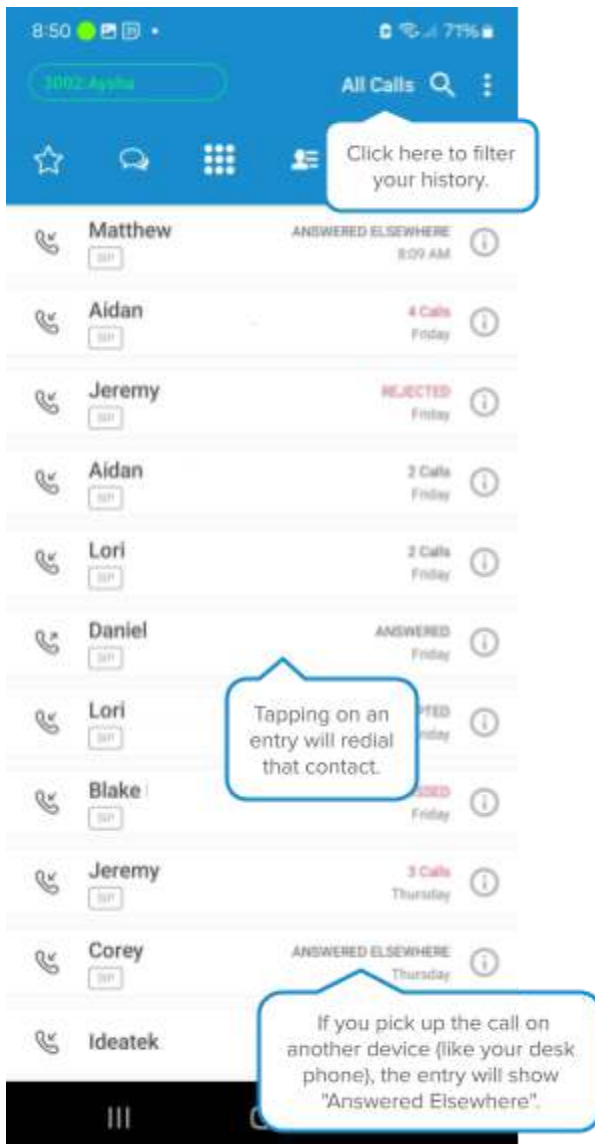 8:50
71%
3002:Aysha
All Calls
Click here to filter
your history.
Matthew
ANSWERED ELSEWHERE
SIP
8:09 AM
Aidan
4 Calls
SIP
Friday
Jeremy
REJECTED
SIP
Friday
Aidan
2 Calls
SIP
Friday
Lori
2 Calls
SIP
Friday
Daniel
ANSWERED
SIP
Friday
Lori
SIP
Tapping on an
entry will redial
that contact.
Blake
SIP
Friday
Jeremy
3 Calls
SIP
Thursday
Corey
ANSWERED ELSEWHERE
SIP
Thursday
Ideatek
If you pick up the call on
another device (like your desk
phone), the entry will show
"Answered Elsewhere".